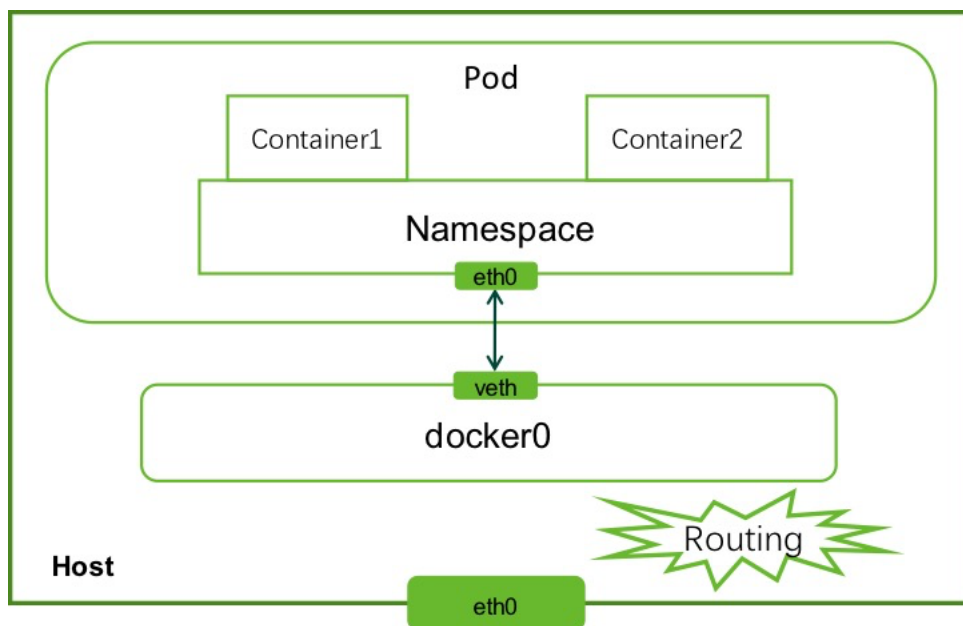 Pod
Container1
Container2
Namespace
eth0
veth
docker0
Routing
Host
eth0